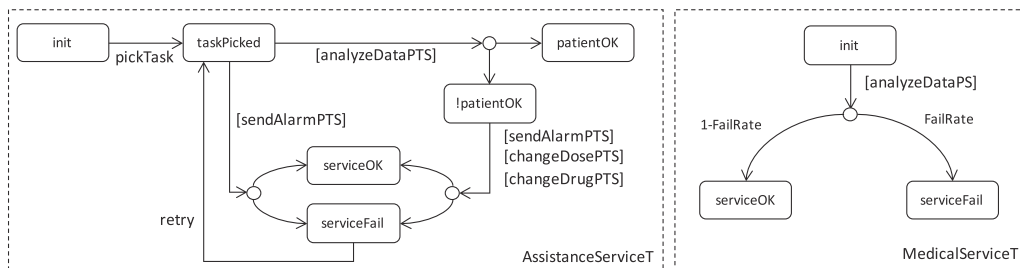 init
pickTask
taskPicked
[analyzeDataPTS]
patientOK
!patientOK
[sendAlarmPTS]
[sendAlarmPTS]
[changeDosePTS]
[changeDrugPTS]
serviceOK
serviceFail
retry
AssistanceServiceT
init
[analyzeDataPS]
1-FailRate
FailRate
serviceOK
serviceFail
MedicalServiceT